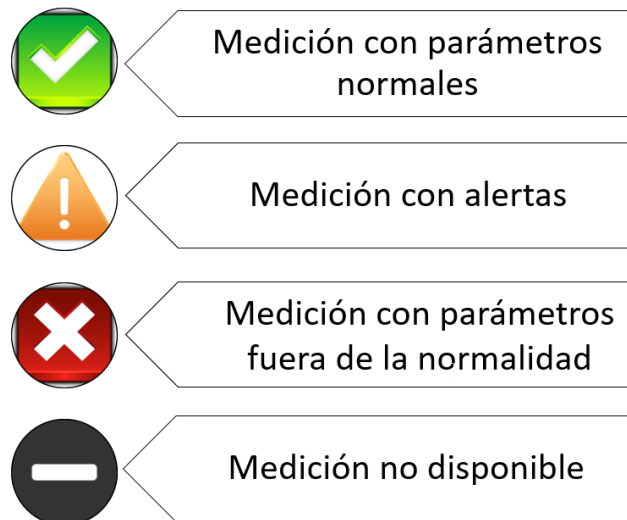 Medición con parámetros
normales
Medición con alertas
Medición con parámetros
fuera de la normalidad
Medición no disponible